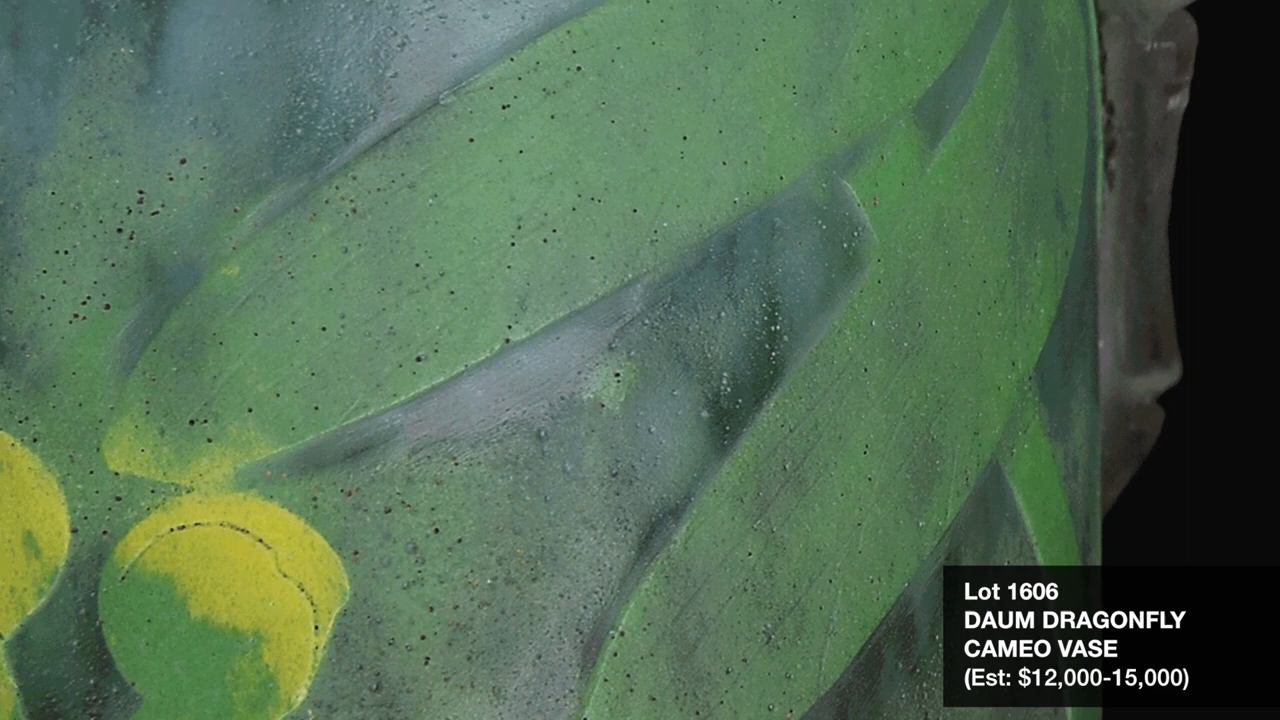 Lot 1606
DAUM DRAGONFLY
CAMEO VASE
(Est: $12,000-15,000)